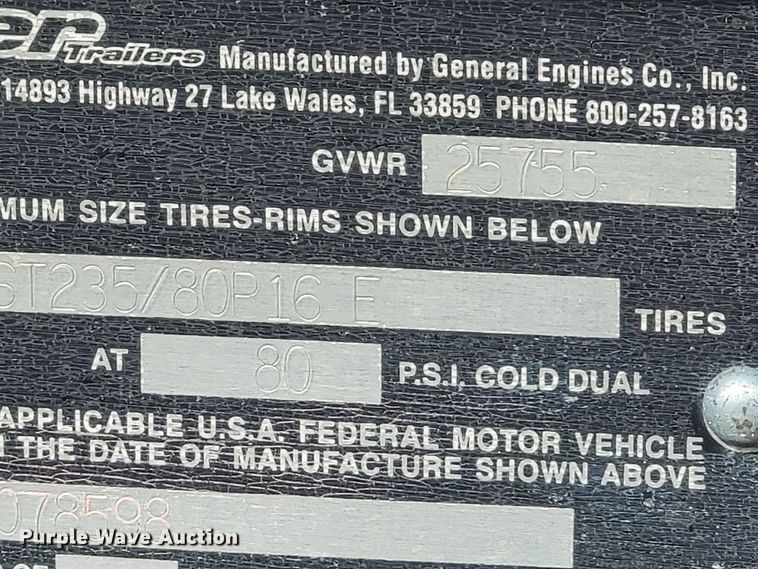 er Trailers Manufactured by General Engines Co., Inc.
14893 Highway 27 Lake Wales, FL 33859 PHONE 800-257-8163
GVWR 25755
MUM SIZE TIRES-RIMS SHOWN BELOW
ST235/80R16 E TIRES
AT 80 P.S.I. COLD DUAL
APPLICABLE U.S.A. FEDERAL MOTOR VEHICLE
THE DATE OF MANUFACTURE SHOWN ABOVE
078598
Purple Wave Auction